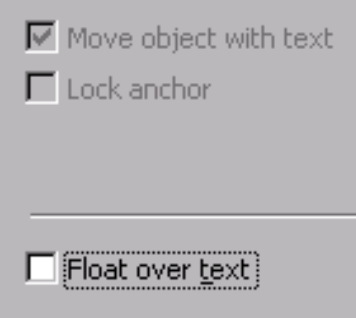 Move object with text
Lock anchor
Float over text